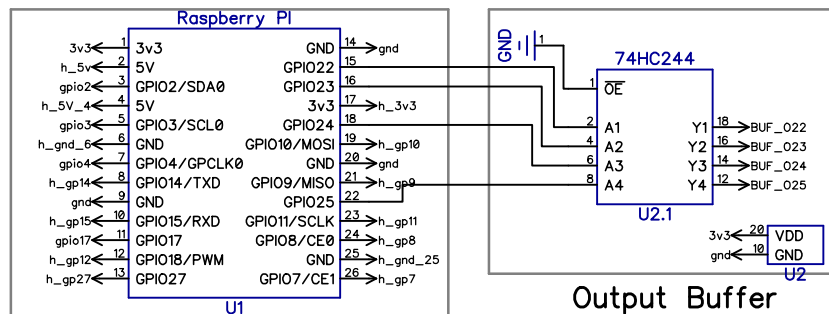 Raspberry PI
3v3 1 3v3 GND 14 gnd
h_5v 2 5V GPIO22 15
gpio2 3 GPIO2/SDA0 GPIO23 16
h_5V_4 4 5V 3v3 17 h_3v3
gpio3 5 GPIO3/SCL0 GPIO24 18
h_gnd_6 6 GND GPIO10/MOSI 19 h_gp10
gpio4 7 GPIO4/GPCLK0 GND 20 gnd
h_gp14 8 GPIO14/TXD GPIO9/MISO 21 h_gp9
gnd 9 GND GPIO25 22
h_gp15 10 GPIO15/RXD GPIO11/SCLK 23 h_gp11
gpio17 11 GPIO17 GPIO8/CE0 24 h_gp8
h_gp12 12 GPIO18/PWM GND 25 h_gnd_25
h_gp27 13 GPIO27 GPIO7/CE1 26 h_gp7
U1
GND 1
74HC244
1 OE
2 A1 Y1 18 BUF_O22
4 A2 Y2 16 BUF_O23
6 A3 Y3 14 BUF_O24
8 A4 Y4 12 BUF_O25
U2.1
3v3 20 VDD
gnd 10 GND
U2
Output Buffer